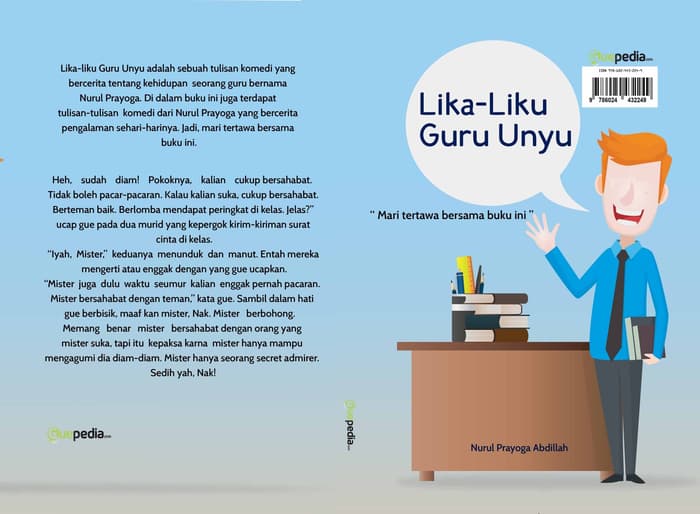 Lika-liku Guru Unyu adalah sebuah tulisan komedi yang
bercerita tentang kehidupan seorang guru bernama
Nurul Prayoga. Di dalam buku ini juga terdapat
tulisan-tulisan komedi dari Nurul Prayoga yang bercerita
pengalaman sehari-harinya. Jadi, mari tertawa bersama
buku ini.
Heh, sudah diam! Pokoknya, kalian cukup bersahabat.
Tidak boleh pacar-pacaran. Kalau kalian suka, cukup bersahabat.
Berteman baik. Berlomba mendapat peringkat di kelas. Jelas?”
ucap gue pada dua murid yang kepergok kirim-kiriman surat
cinta di kelas.
“Iyah, Mister,” keduanya menunduk dan manut. Entah mereka
mengerti atau enggak dengan yang gue ucapkan.
“Mister juga dulu waktu seumur kalian enggak pernah pacaran.
Mister bersahabat dengan teman,” kata gue. Sambil dalam hati
gue berbisik, maaf kan mister, Nak. Mister berbohong.
Memang benar mister bersahabat dengan orang yang
mister suka, tapi itu kepaksa karna mister hanya mampu
mengagumi dia diam-diam. Mister hanya seorang secret admirer.
Sedih yah, Nak!
guepedia.com
guepedia.com
guepedia.com
9 786024 432249
Lika-Liku
Guru Unyu
“ Mari tertawa bersama buku ini ”
Nurul Prayoga Abdillah